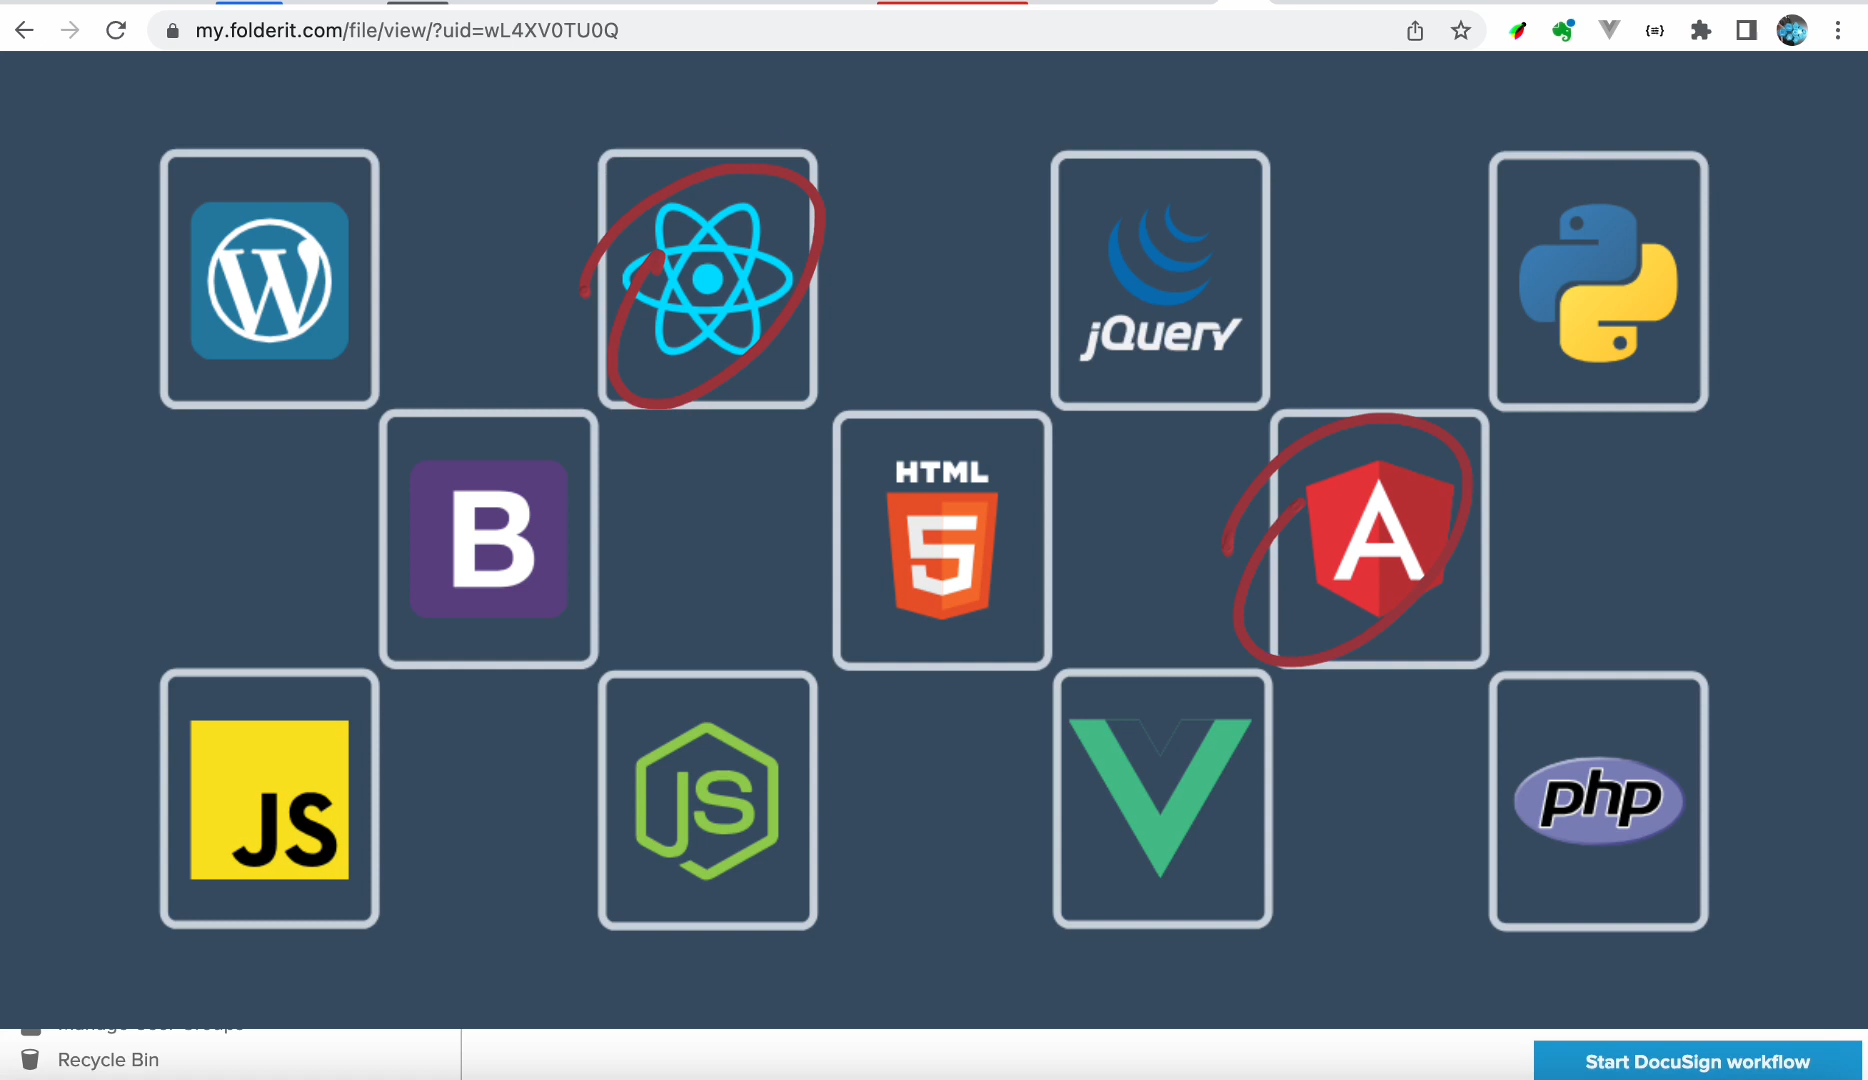 my.folderit.com/file/view/?uid=wL4XV0TU0Q
W
jQuery
B
HTML
5
A
JS
JS
php
Recycle Bin
Start DocuSign workflow